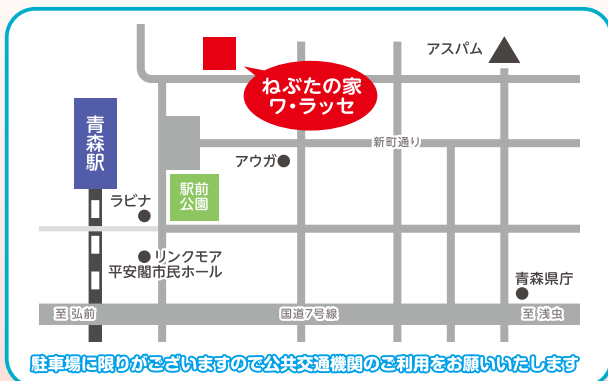 アスパム
ねぶたの家
ワ・ラッセ
青森駅
新町通り
アウガ
駅前
公園
ラビナ
リンクモア
平安閣市民ホール
青森県庁
至 弘前
国道7号線
至 浅虫
駐車場に限りがございますので公共交通機関のご利用をお願いいたします